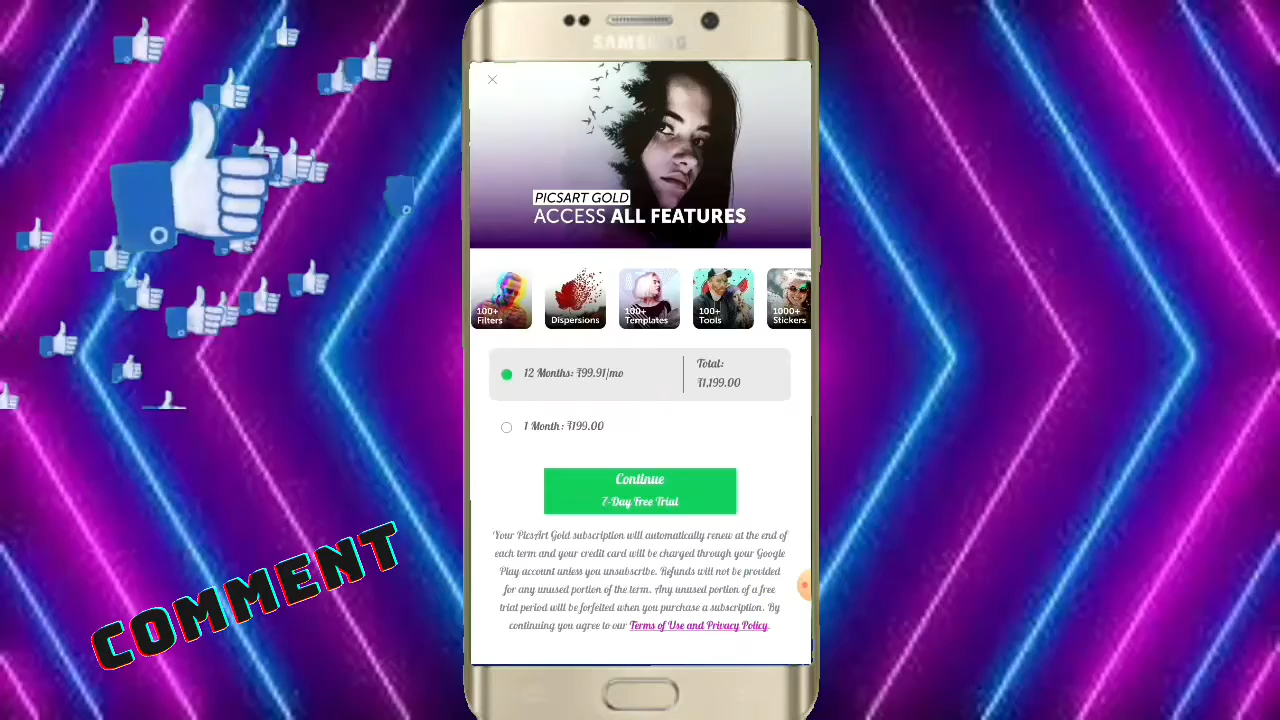 SAMSUNG
PICSART GOLD
ACCESS ALL FEATURES
100+
Filters
Dispersions
100+
Templates
100+
Tools
1000+
Stickers
12 Months: ₹99.91/mo
Total:
₹1,199.00
1 Month: ₹199.00
Continue
7-Day Free Trial
Your PicsArt Gold subscription will automatically renew at the end of
each term and your credit card will be charged through your Google
Play account unless you unsubscribe. Refunds will not be provided
for any unused portion of the term. Any unused portion of a free
trial period will be forfeited when you purchase a subscription. By
continuing you agree to our Terms of Use and Privacy Policy.
COMMENT